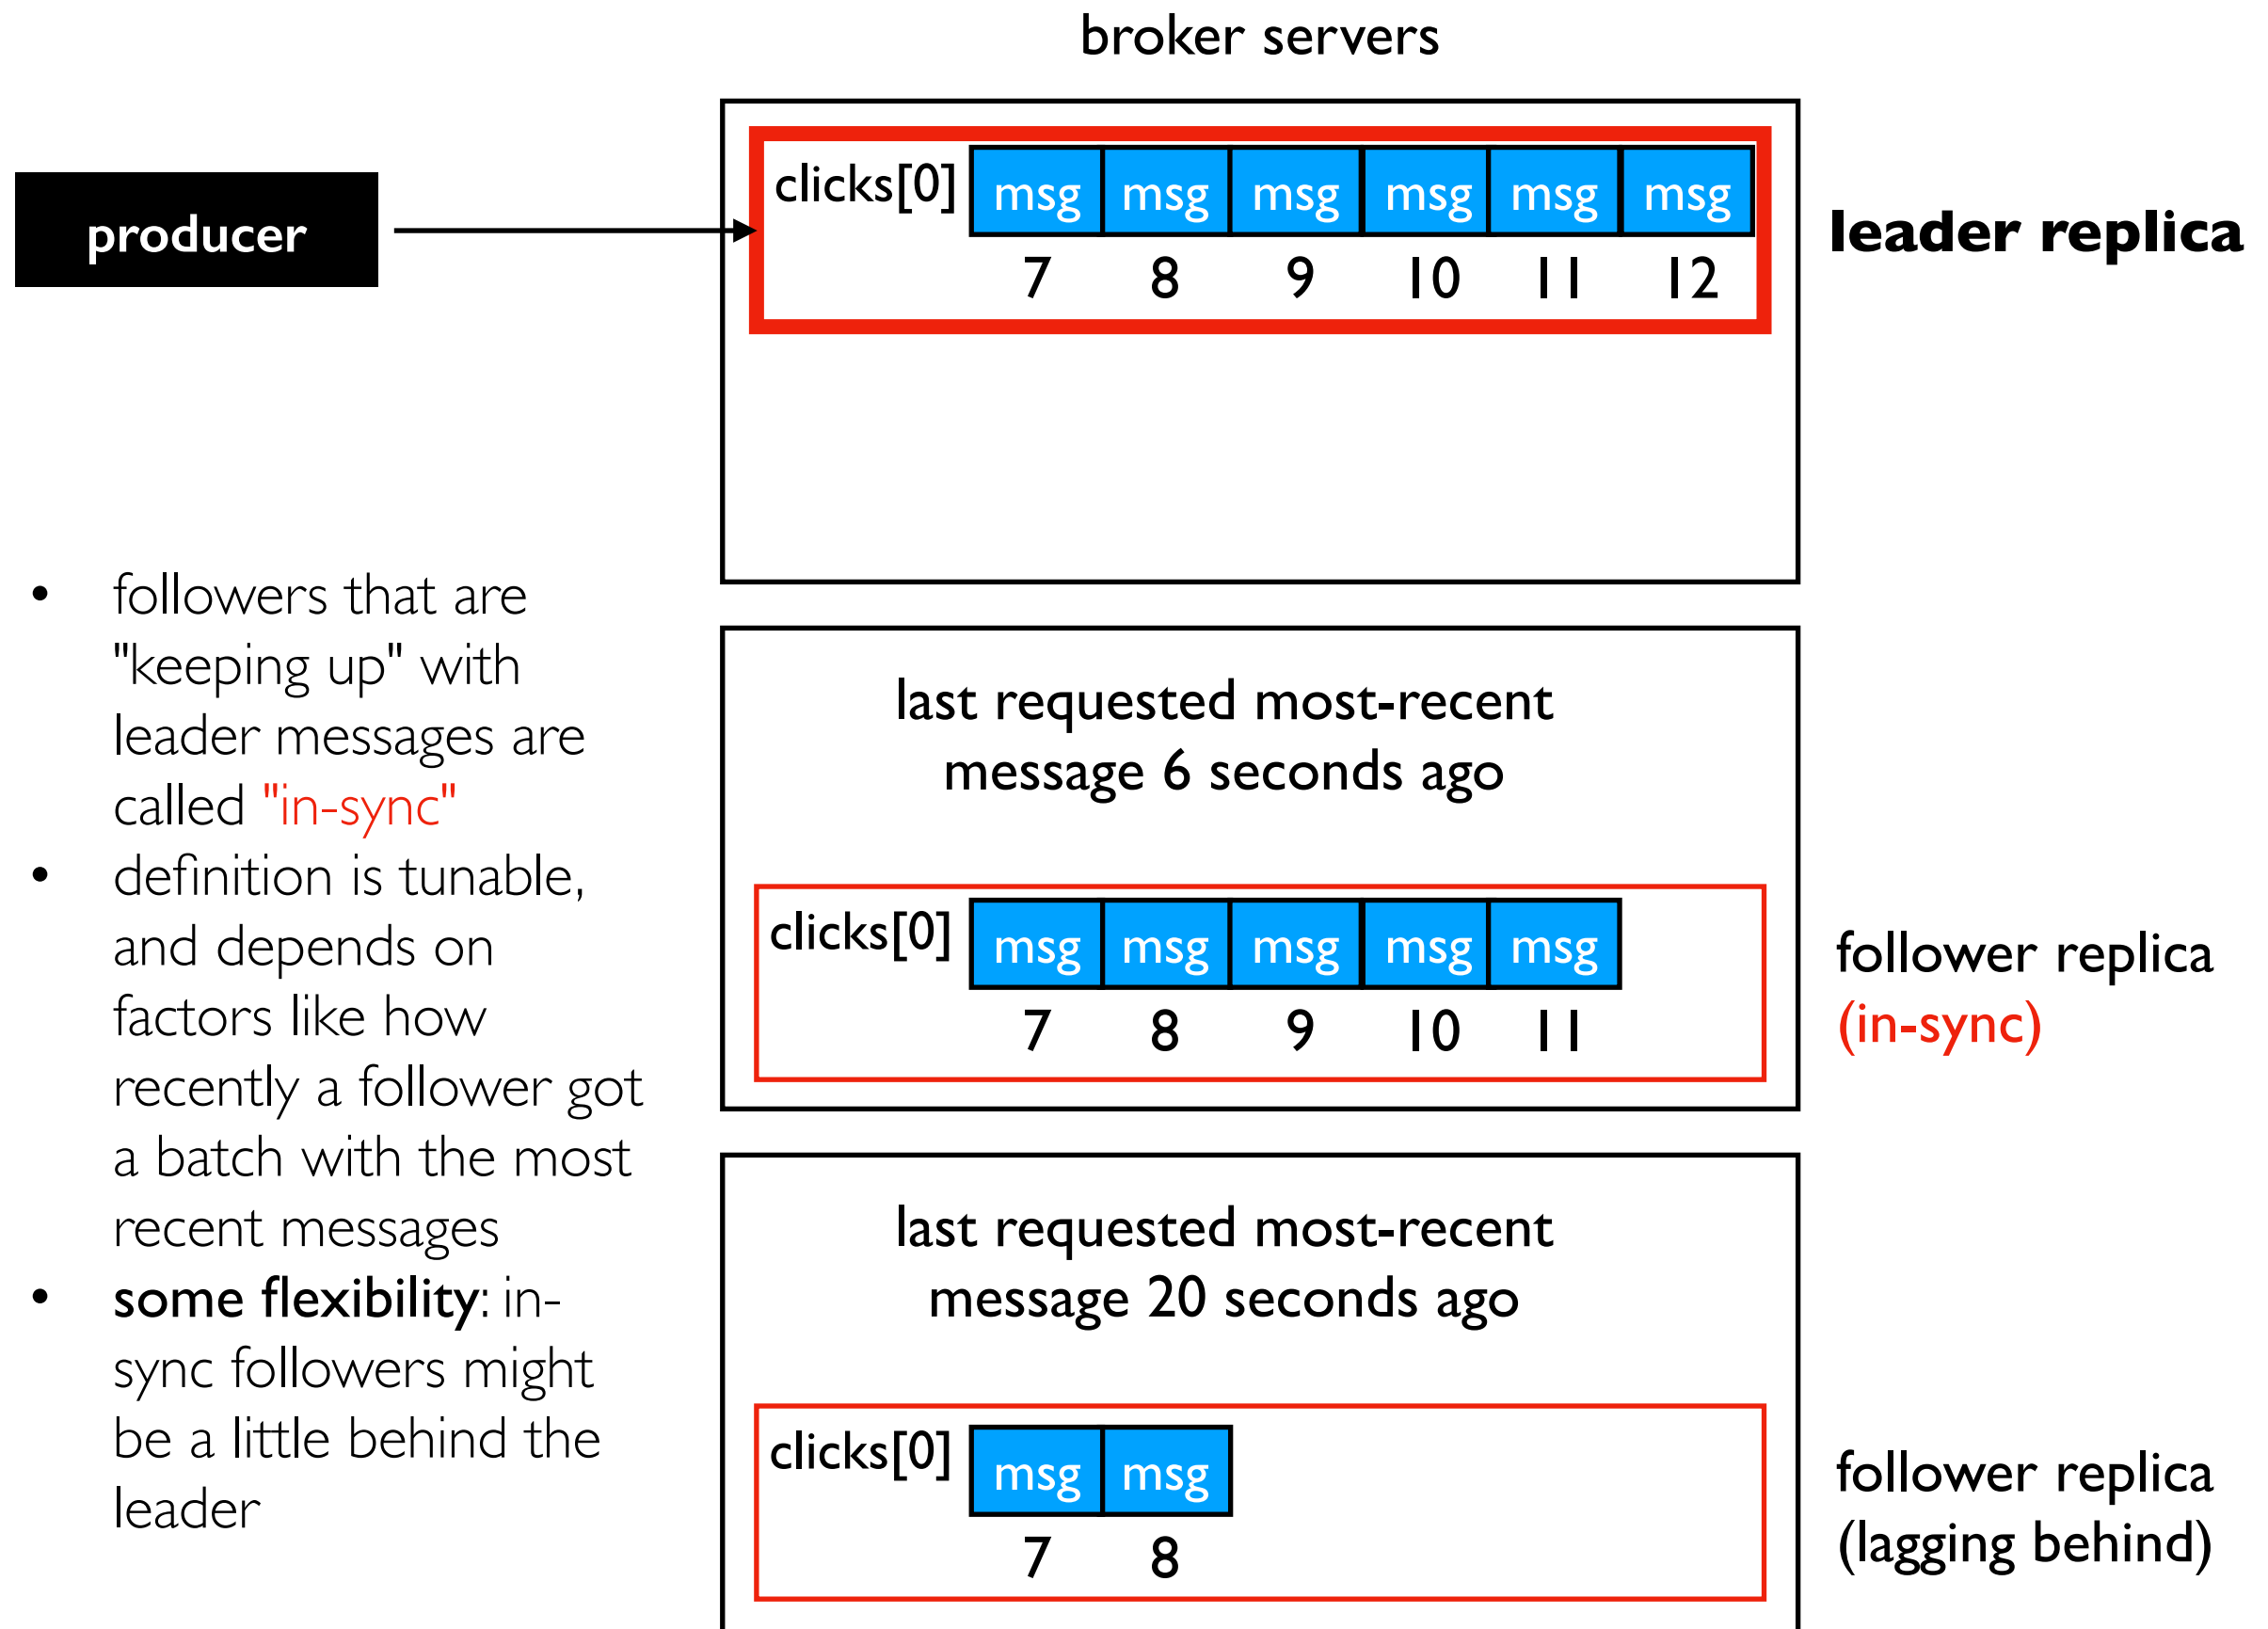 broker servers
producer
clicks[0] msg msg msg msg msg msg
7 8 9 10 11 12
leader replica
• followers that are
"keeping up" with
leader messages are
called "in-sync"
• definition is tunable,
and depends on
factors like how
recently a follower got
a batch with the most
recent messages
• some flexibility: in-
sync followers might
be a little behind the
leader
last requested most-recent
message 6 seconds ago
clicks[0] msg msg msg msg msg
7 8 9 10 11
follower replica
(in-sync)
last requested most-recent
message 20 seconds ago
clicks[0] msg msg
7 8
follower replica
(lagging behind)